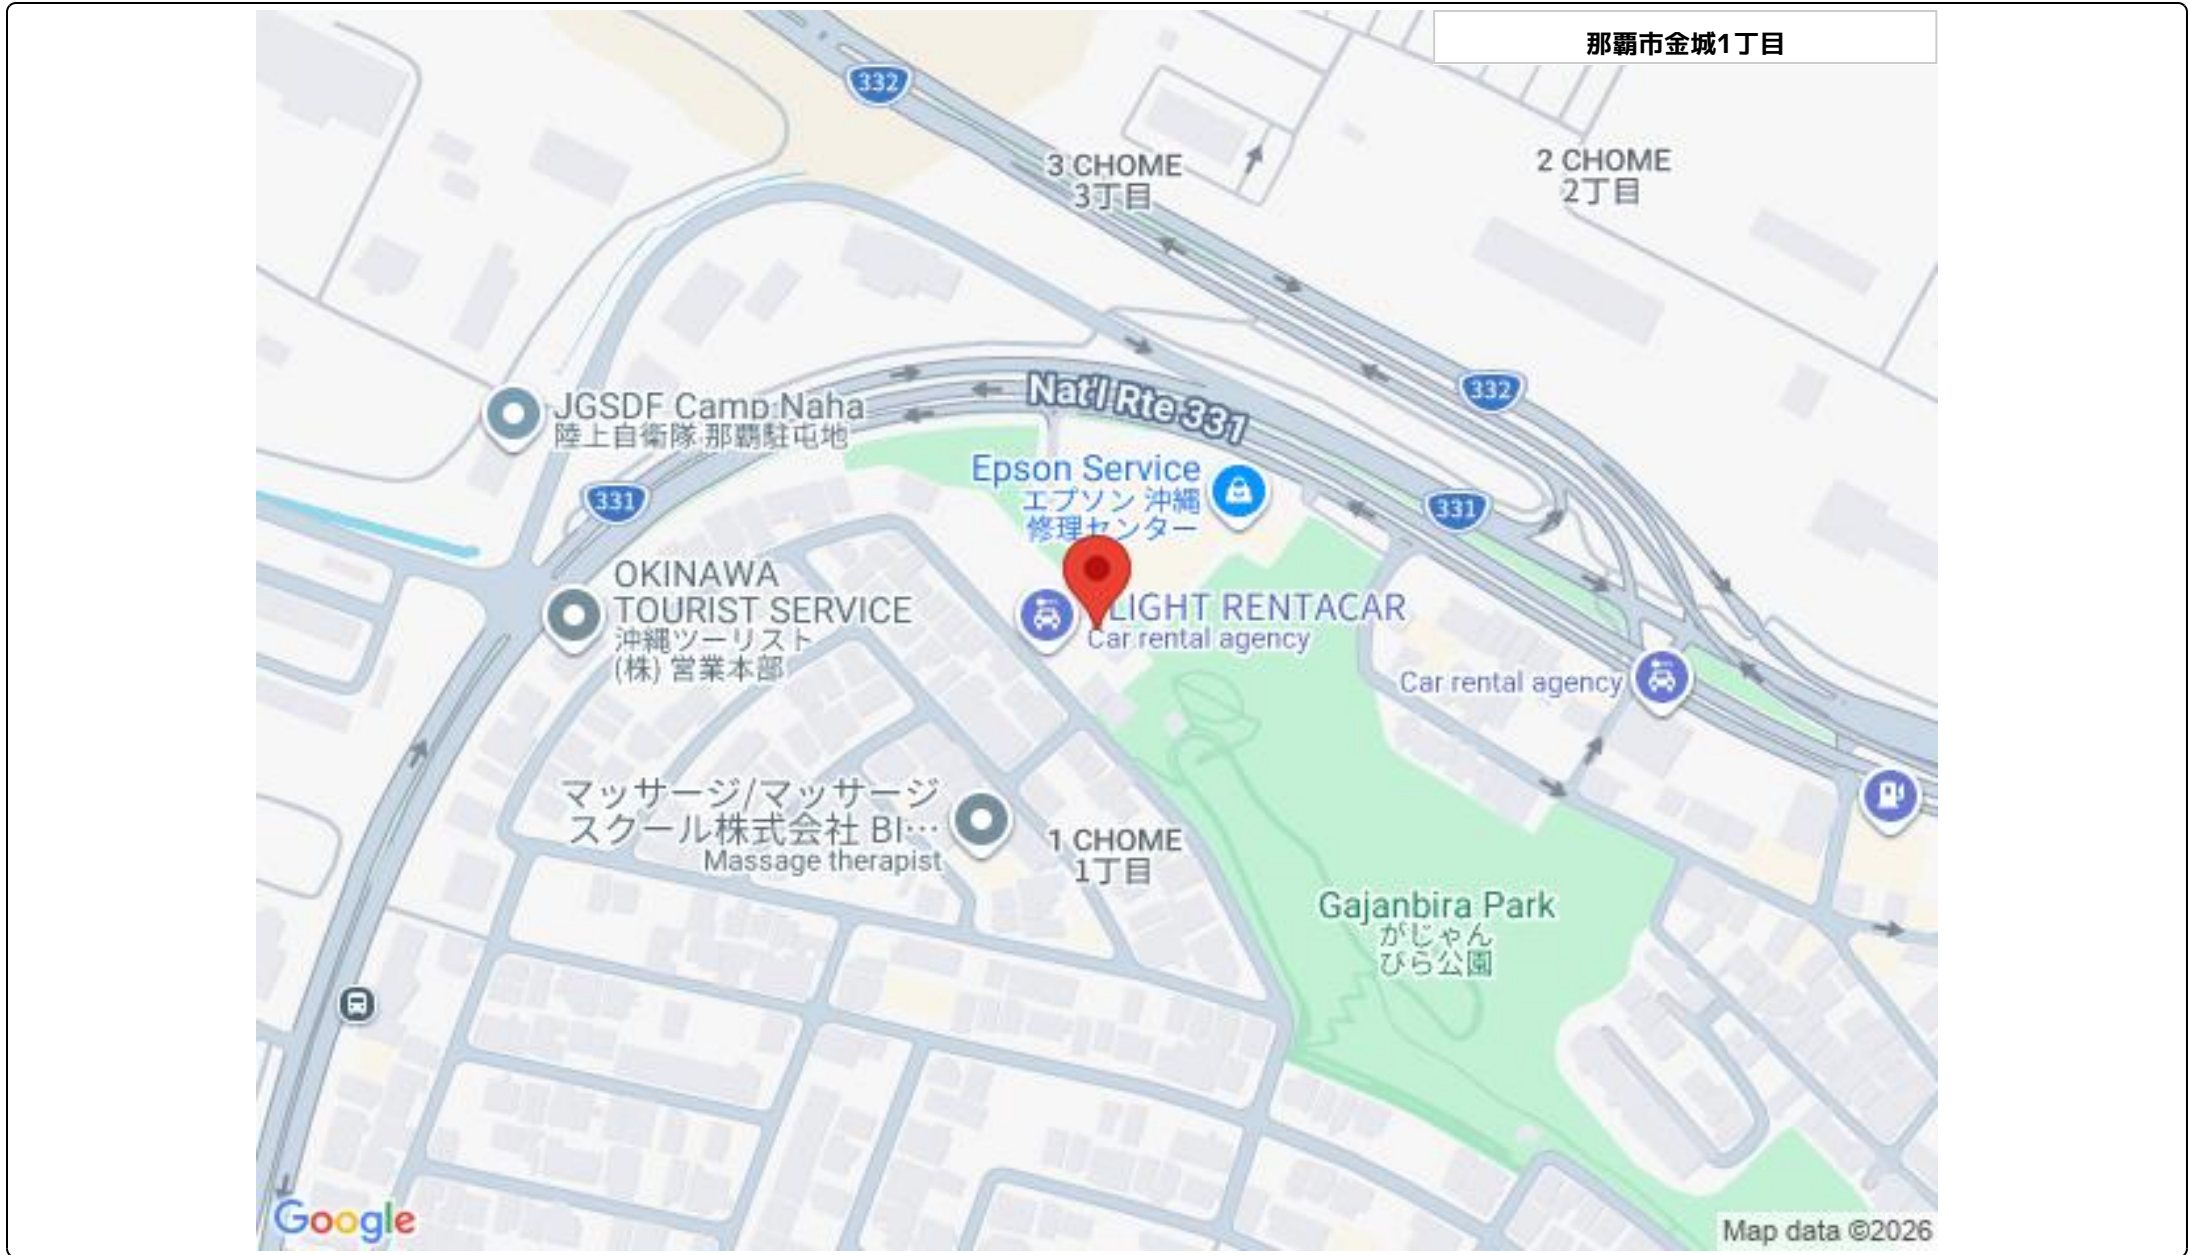 那覇市金城1丁目
332
3 CHOME
3丁目
2 CHOME
2丁目
332
Nat'l Rte 331
JGSDF Camp Naha
陸上自衛隊 那覇駐屯地
Epson Service
エプソン 沖縄
修理センター
331
331
OKINAWA
TOURIST SERVICE
沖縄ツーリスト
(株) 営業本部
LIGHT RENTACAR
Car rental agency
Car rental agency
マッサージ/マッサージ
スクール株式会社 BI…
Massage therapist
1 CHOME
1丁目
Gajanbira Park
がじゃん
びら公園
Google
Map data ©2026